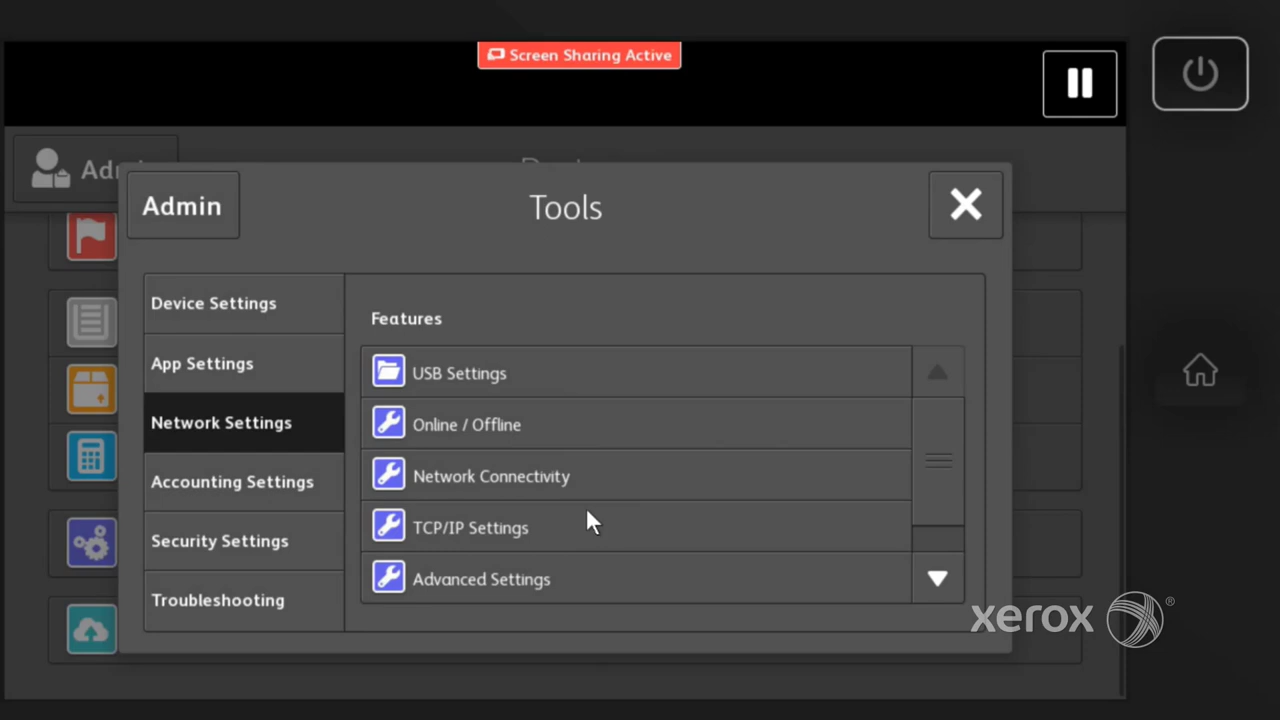 Screen Sharing Active
Admin
Tools
Device Settings
App Settings
Network Settings
Accounting Settings
Security Settings
Troubleshooting
Features
USB Settings
Online / Offline
Network Connectivity
TCP/IP Settings
Advanced Settings
xerox ®